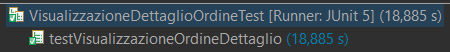 VisualizzazioneDettaglioOrdineTest [Runner: JUnit 5] (18,885 s)
testVisualizzazioneOrdineDettaglio (18,885 s)